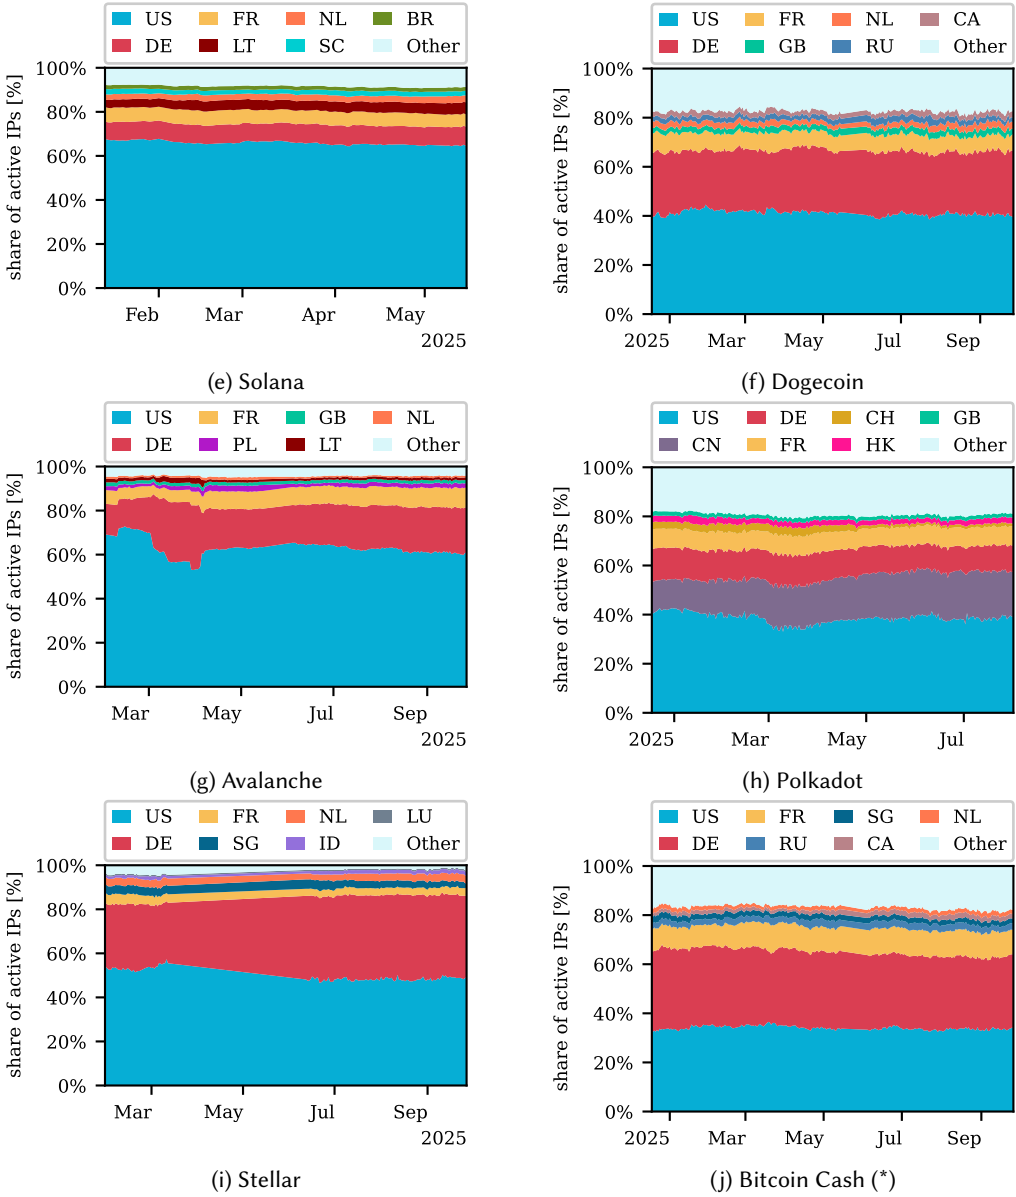 US FR NL BR
DE LT SC Other
share of active IPs [%]
100%
80%
60%
40%
20%
0%
Feb Mar Apr May
2025
(e) Solana
US FR NL CA
DE GB RU Other
share of active IPs [%]
100%
80%
60%
40%
20%
0%
2025 Mar May Jul Sep
(f) Dogecoin
US FR GB NL
DE PL LT Other
share of active IPs [%]
100%
80%
60%
40%
20%
0%
Mar May Jul Sep
2025
(g) Avalanche
US DE CH GB
CN FR HK Other
share of active IPs [%]
100%
80%
60%
40%
20%
0%
2025 Mar May Jul
(h) Polkadot
US FR NL LU
DE SG ID Other
share of active IPs [%]
100%
80%
60%
40%
20%
0%
Mar May Jul Sep
2025
(i) Stellar
US FR SG NL
DE RU CA Other
share of active IPs [%]
100%
80%
60%
40%
20%
0%
2025 Mar May Jul Sep
(j) Bitcoin Cash (*)